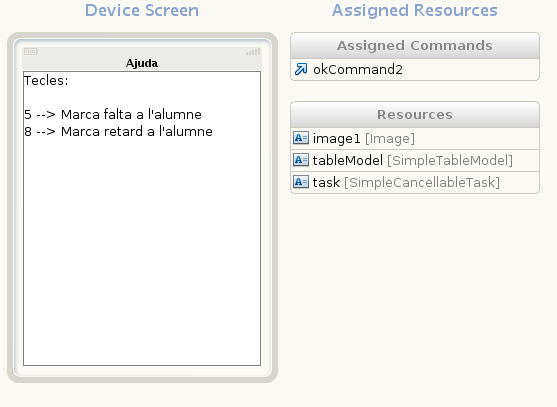 Device Screen
Ajuda
Tecles:
5 --> Marca falta a l'alumne
8 --> Marca retard a l'alumne
Assigned Resources
Assigned Commands
okCommand2
Resources
image1 [Image]
tableModel [SimpleTableModel]
task [SimpleCancellableTask]